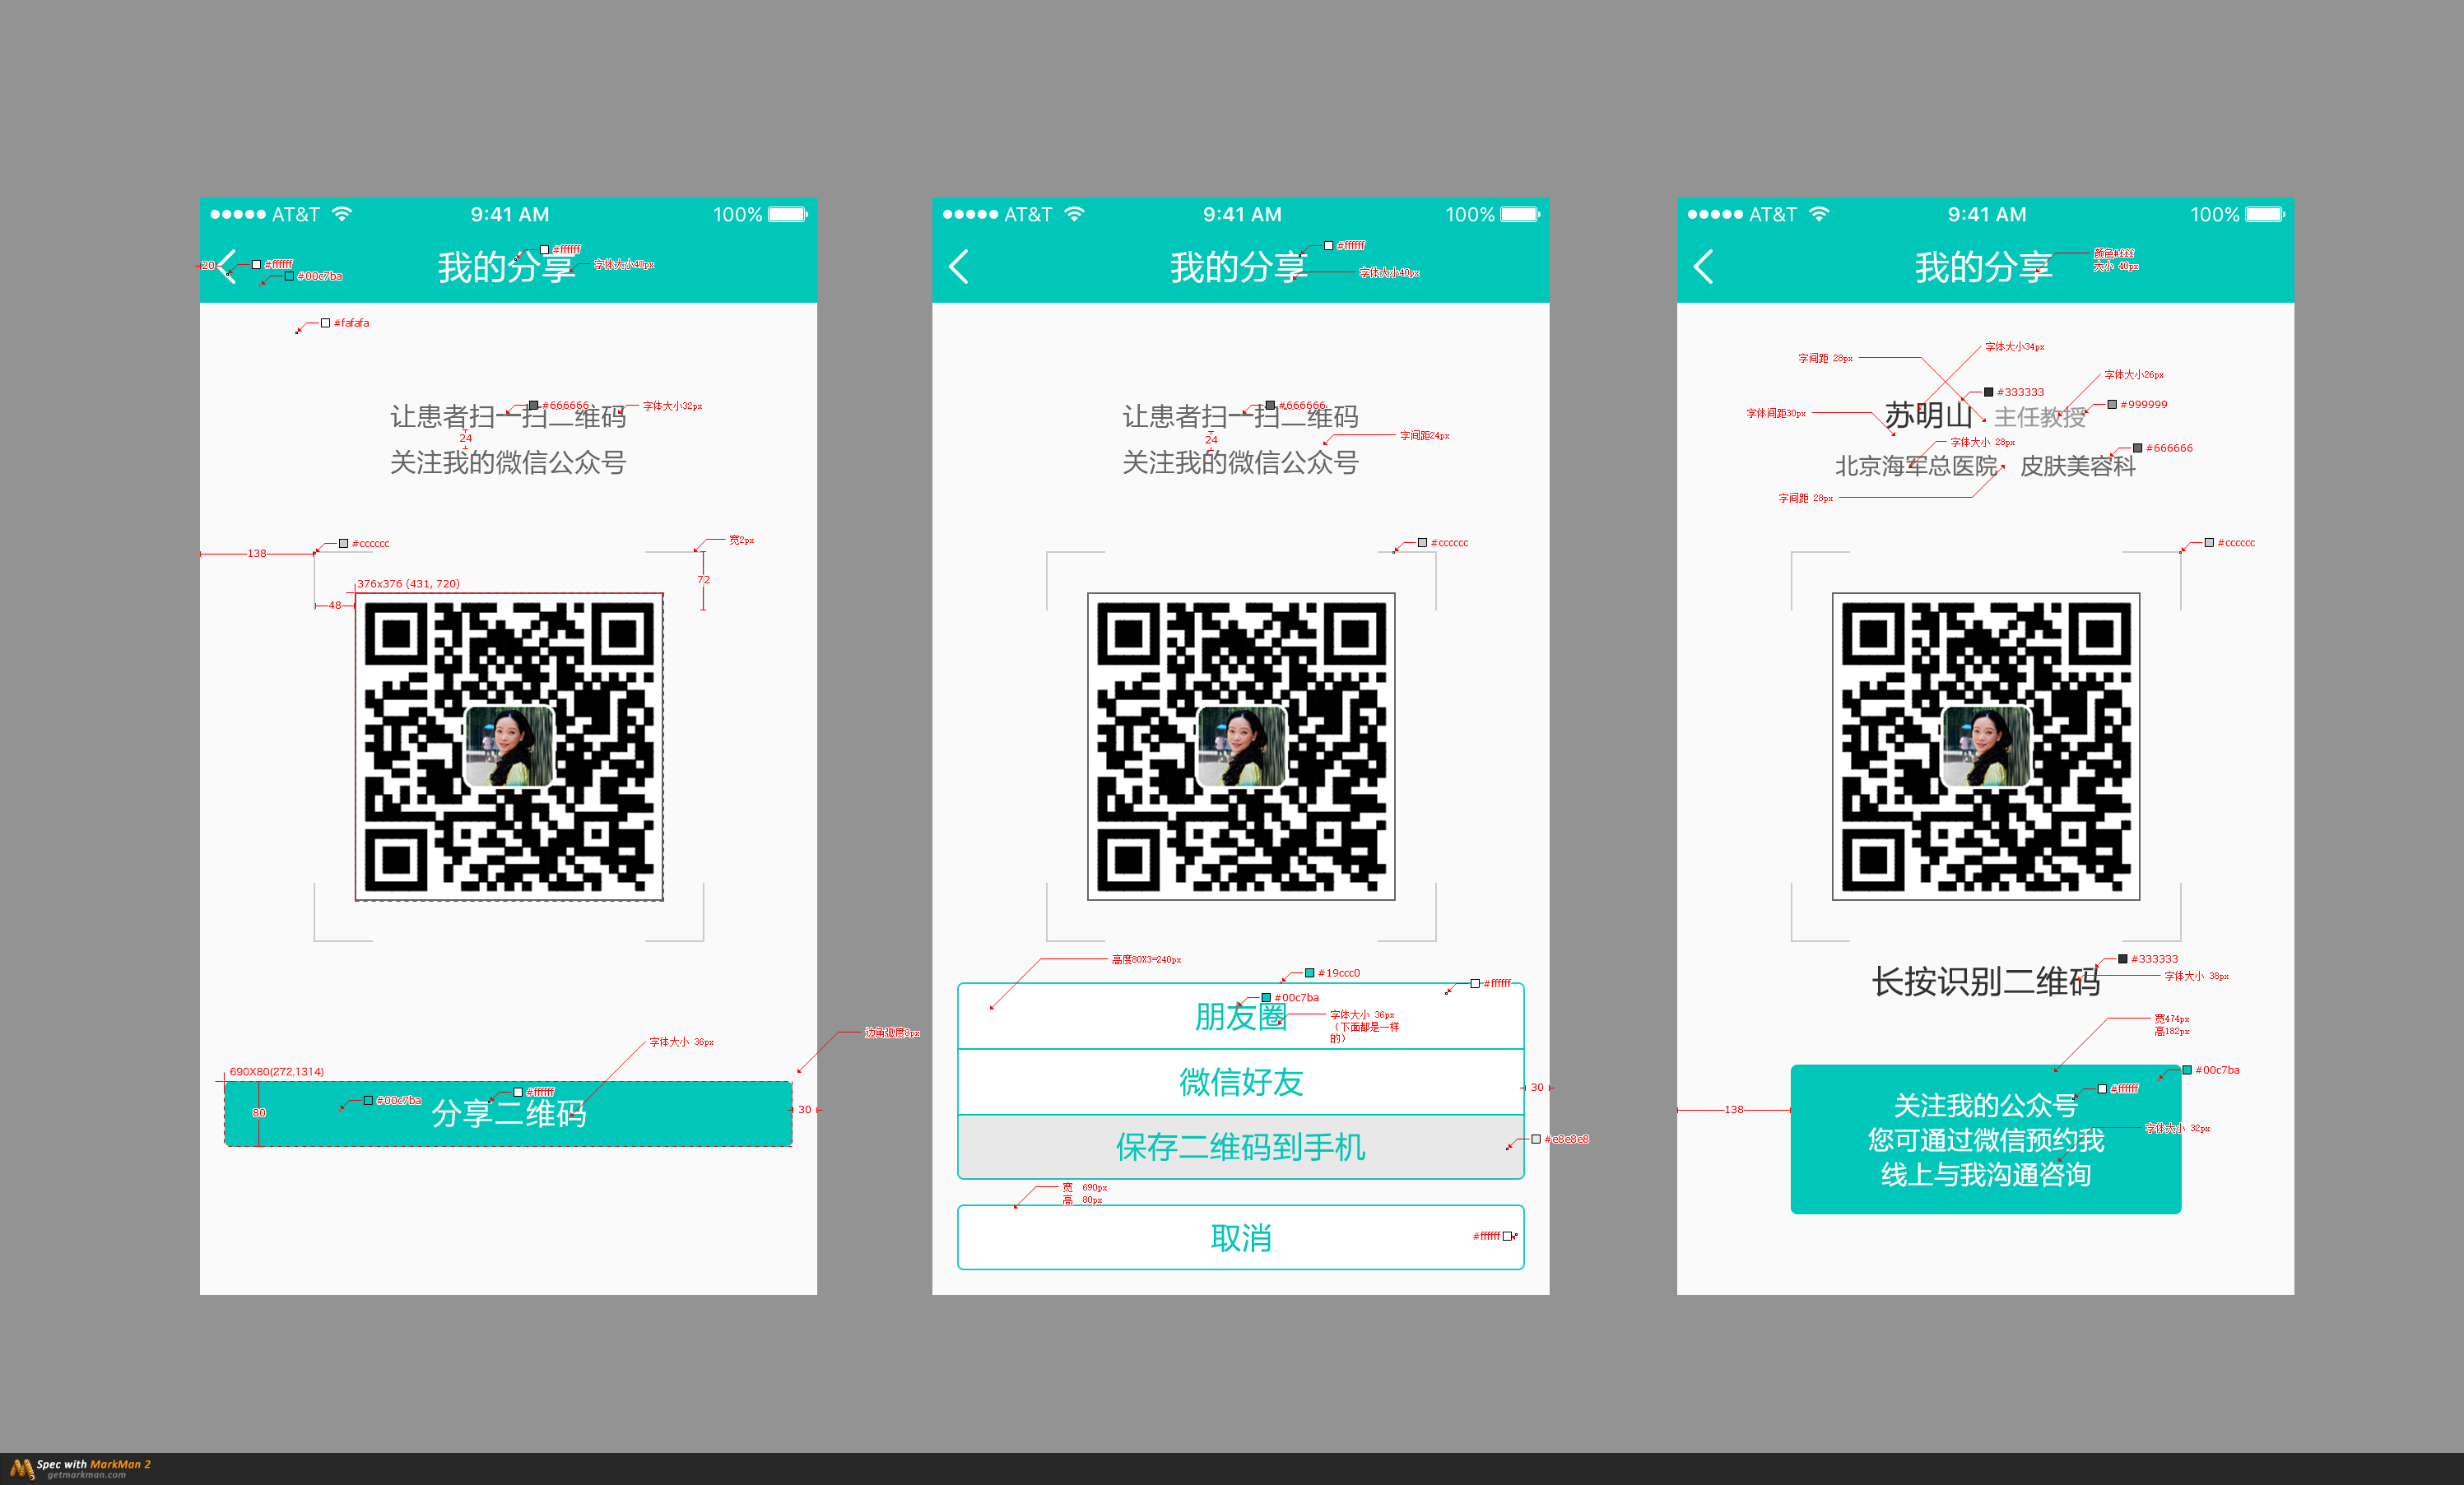 AT&T 9:41 AM 100%
我的分享
#ffffff
字体大小40px
20
#ffffff
#00c7ba
#fafafa
让患者扫一扫二维码
#666666
字体大小32px
24
关注我的微信公众号
138
#cccccc
宽2px
72
376x376 (431, 720)
48
边角弧度8px
字体大小 36px
690X80(272,1314)
80
#00c7ba
#ffffff
分享二维码
30
AT&T 9:41 AM 100%
我的分享
#ffffff
字体大小40px
让患者扫一扫二维码
#666666
24
字间距24px
关注我的微信公众号
#cccccc
高度80X3=240px
#19ccc0
#ffffff
#00c7ba
朋友圈
字体大小 36px
（下面都是一样
的）
微信好友
30
保存二维码到手机
#e8e8e8
宽 690px
高 80px
取消
#ffffff
AT&T 9:41 AM 100%
我的分享
颜色#fff
大小 40px
字体大小34px
字间距 28px
字体大小26px
#333333
#999999
字体间距30px
苏明山 主任教授
字体大小 28px
#666666
北京海军总医院 皮肤美容科
字间距 28px
#cccccc
#333333
长按识别二维码
字体大小 38px
宽474px
高182px
#00c7ba
#ffffff
138
关注我的公众号
您可通过微信预约我
字体大小 32px
线上与我沟通咨询
Spec with MarkMan 2
getmarkman.com